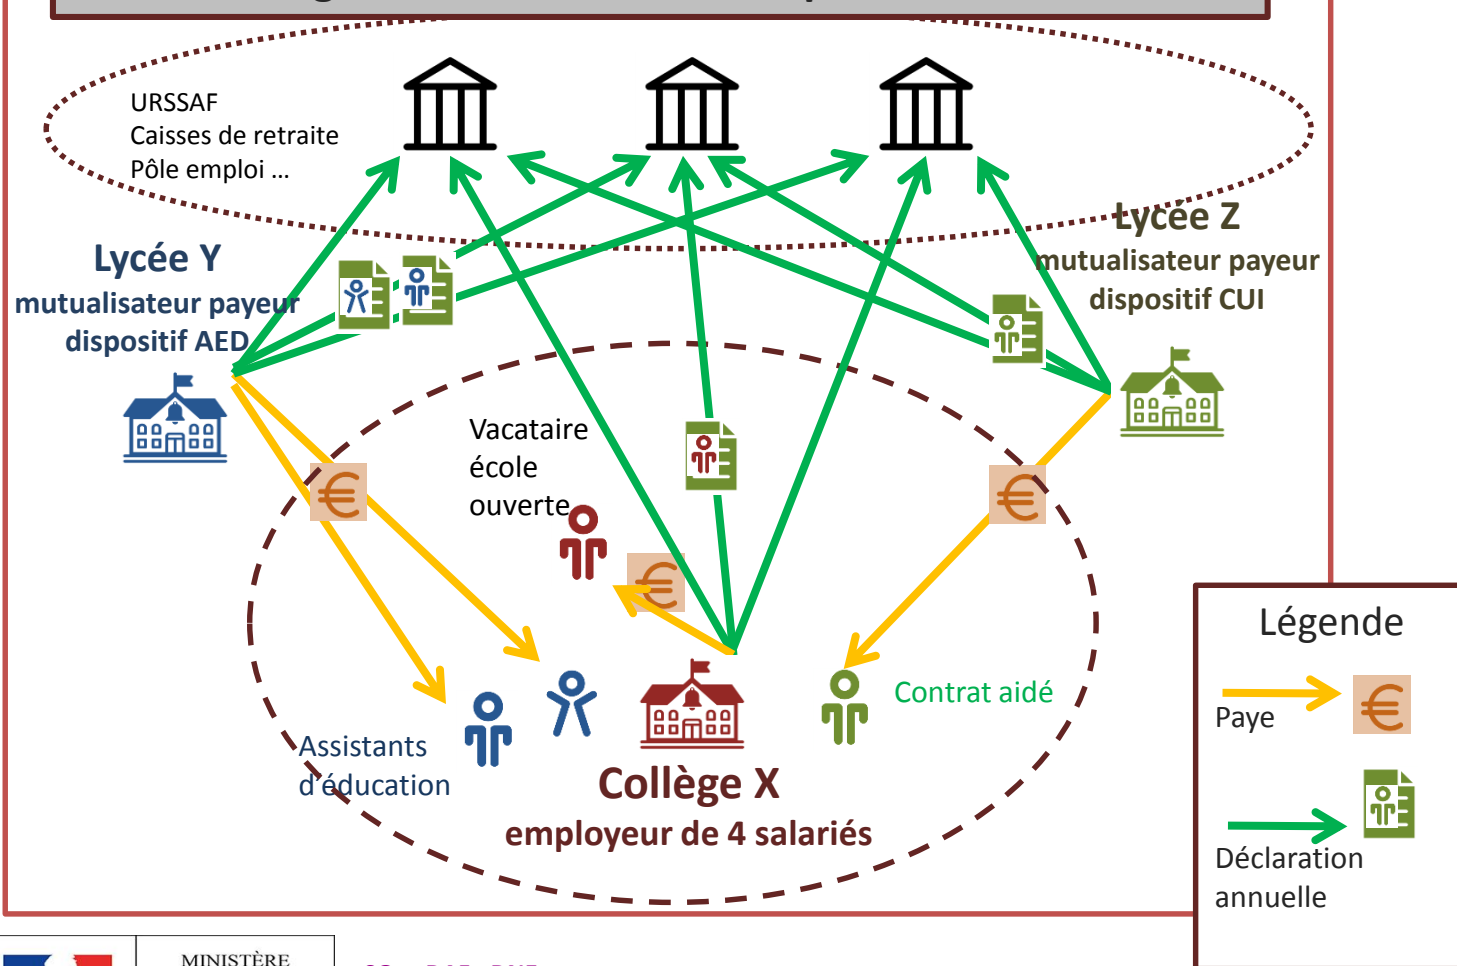 URSSAF
Caisses de retraite
Pôle emploi ...
Lycée Y
mutualisateur payeur
dispositif AED
Lycée Z
mutualisateur payeur
dispositif CUI
Vacataire
école
ouverte
Contrat aidé
Assistants
d'éducation
Collège X
employeur de 4 salariés
Légende
Paye
Déclaration
annuelle
MINISTÈRE